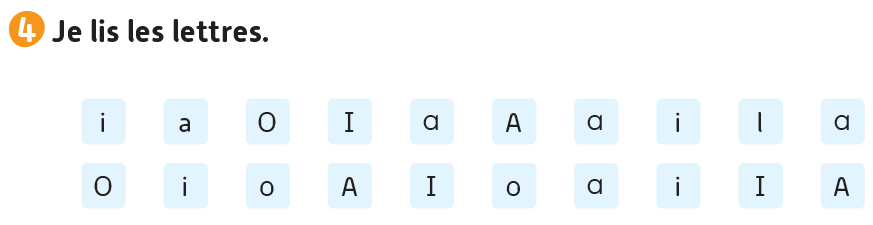 4 Je lis les lettres.
i a O I ɑ A ɑ i l ɑ
O i o A I o ɑ i I A